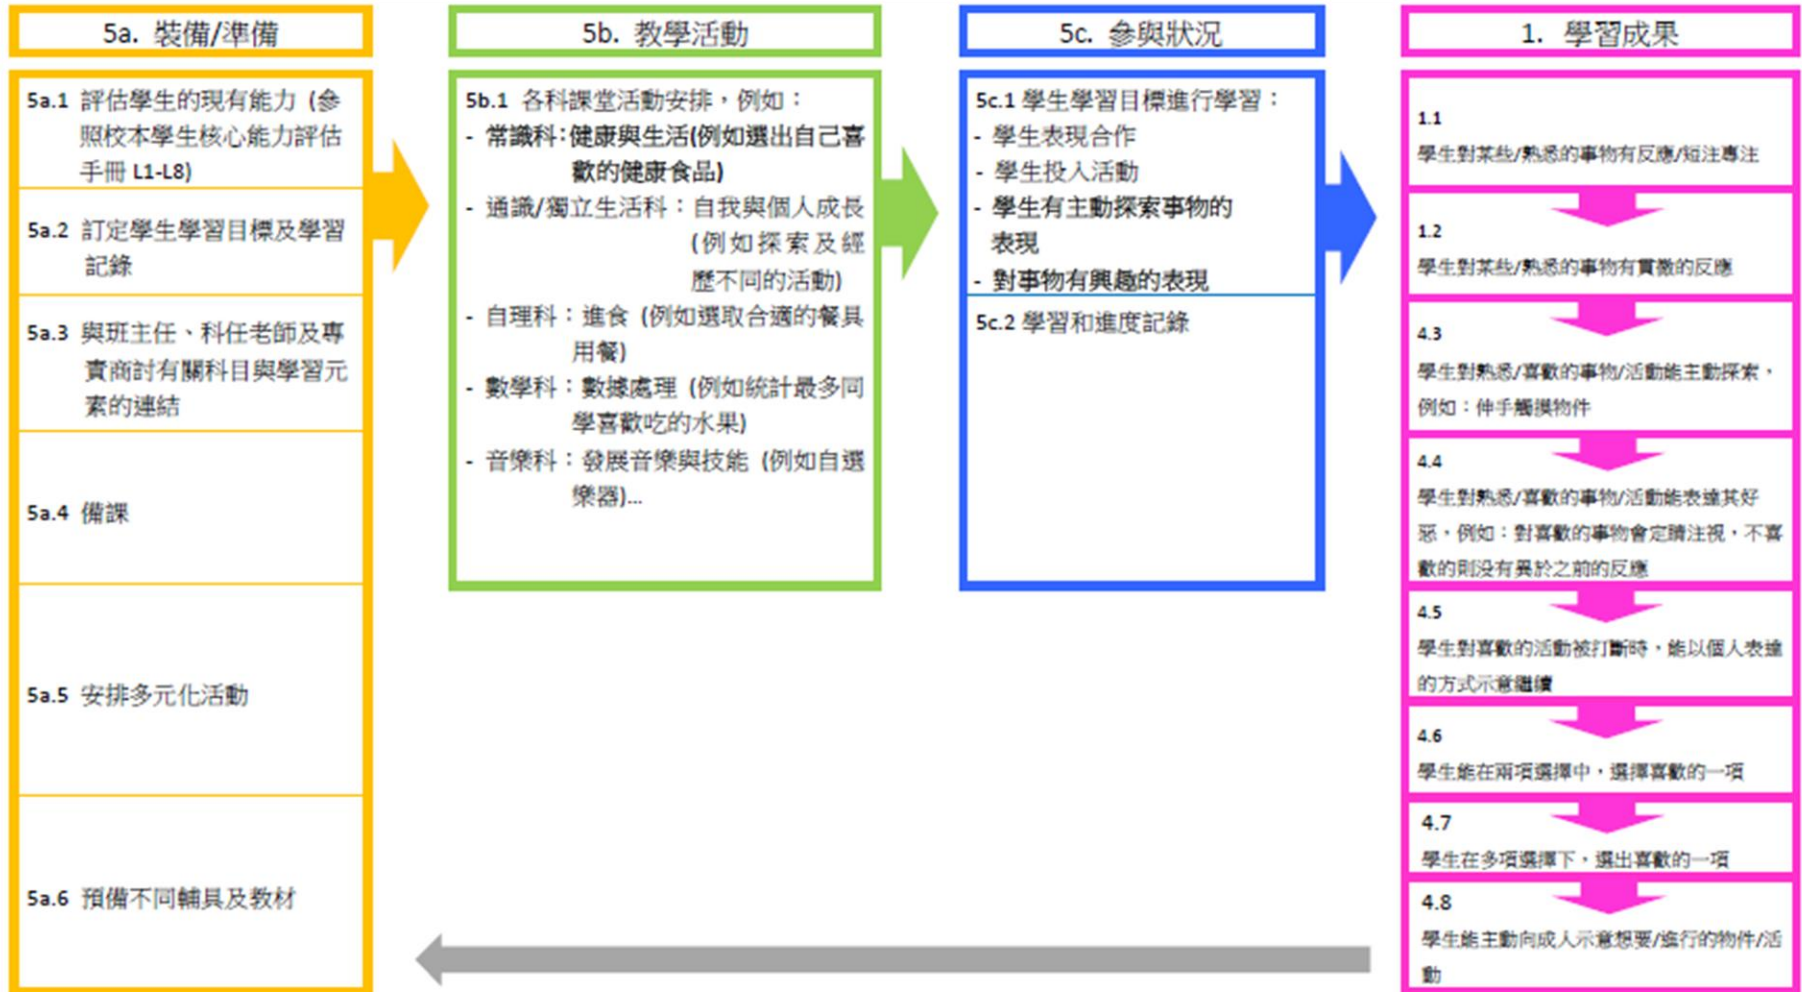 5a. 裝備/準備
5a.1 評估學生的現有能力 (參
照校本學生核心能力評估
手冊 L1-L8)
5a.2 訂定學生學習目標及學習
記錄
5a.3 與班主任、科任老師及專
責商討有關科目與學習元
素的連結
5a.4 備課
5a.5 安排多元化活動
5a.6 預備不同輔具及教材
5b. 教學活動
5b.1 各科課堂活動安排，例如：
- 常識科：健康與生活(例如選出自己喜
歡的健康食品)
- 通識/獨立生活科：自我與個人成長
(例如探索及經
歷不同的活動)
- 自理科：進食 (例如選取合適的餐具
用餐)
- 數學科：數據處理 (例如統計最多同
學喜歡吃的水果)
- 音樂科：發展音樂與技能 (例如自選
樂器)...
5c. 參與狀況
5c.1 學生學習目標進行學習：
- 學生表現合作
- 學生投入活動
- 學生有主動探索事物的
表現
- 對事物有興趣的表現
5c.2 學習和進度記錄
1. 學習成果
1.1
學生對某些/熟悉的事物有反應/短注專注
1.2
學生對某些/熟悉的事物有貫徹的反應
4.3
學生對熟悉/喜歡的事物/活動能主動探索，
例如：伸手觸摸物件
4.4
學生對熟悉/喜歡的事物/活動能表達其好
惡，例如：對喜歡的事物會定睛注視，不喜
歡的則没有異於之前的反應
4.5
學生對喜歡的活動被打斷時，能以個人表達
的方式示意繼續
4.6
學生能在兩項選擇中，選擇喜歡的一項
4.7
學生在多項選擇下，選出喜歡的一項
4.8
學生能主動向成人示意想要/進行的物件/活
動